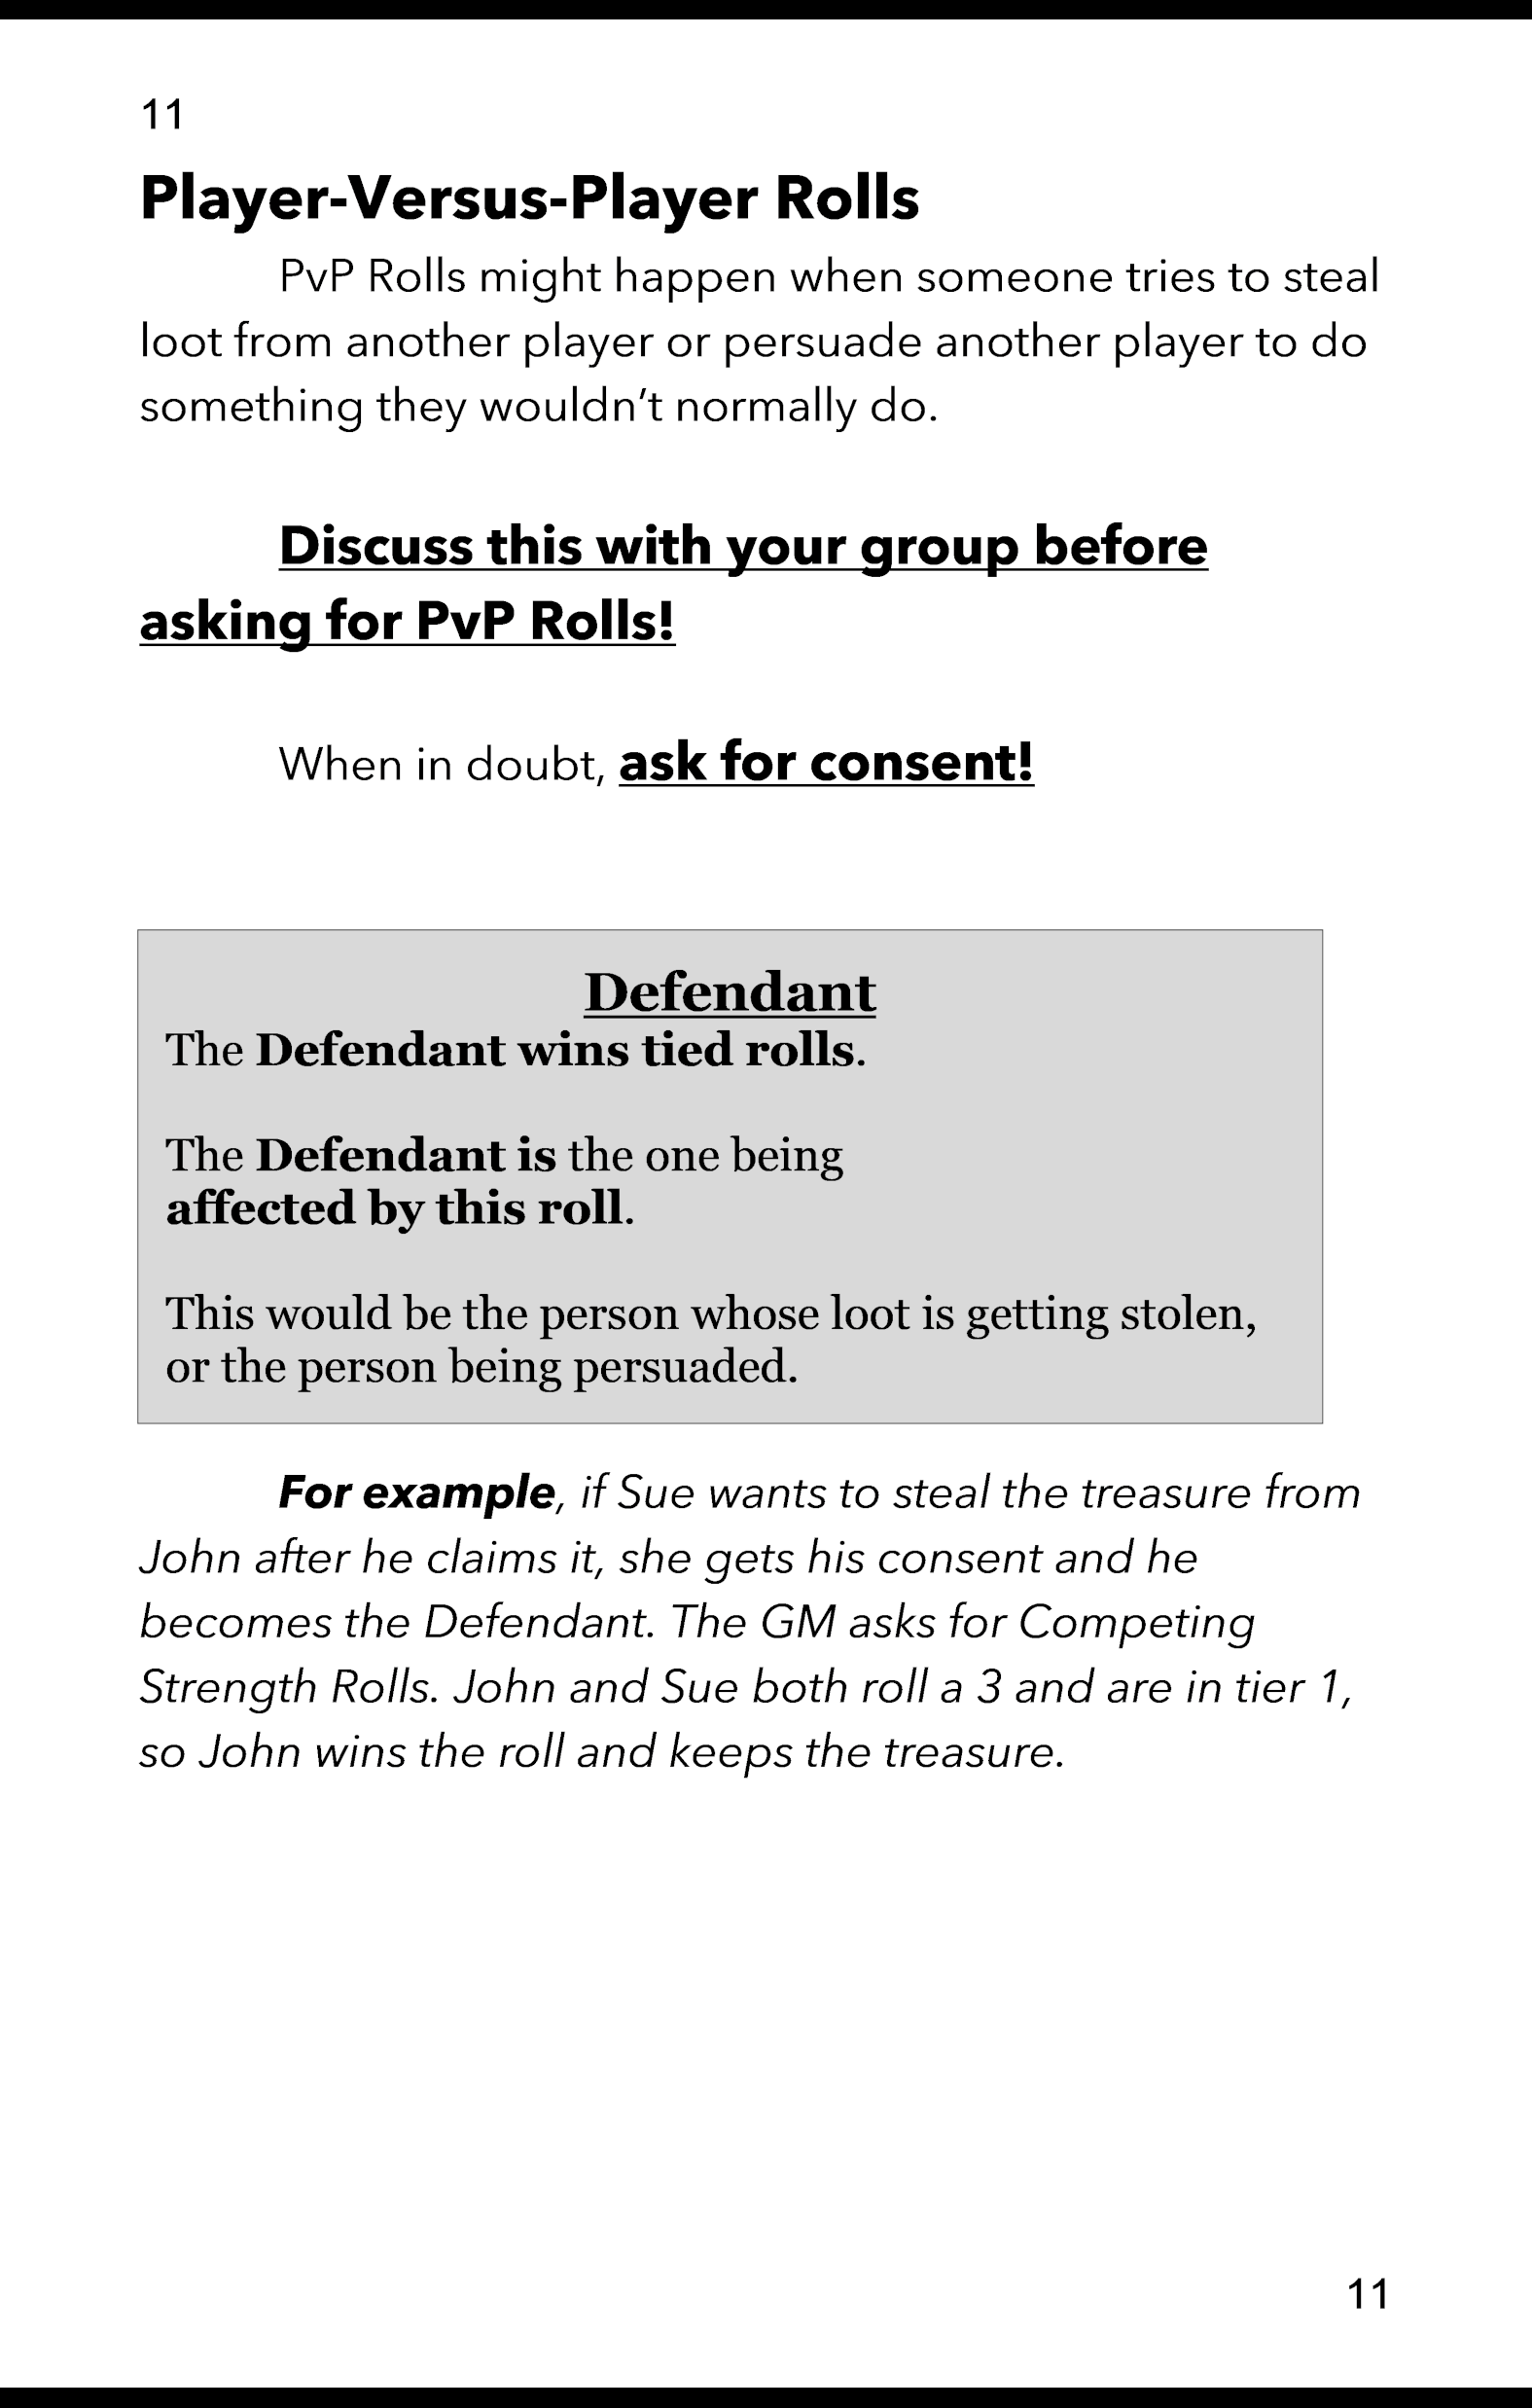 11
Player-Versus-Player Rolls
PvP Rolls might happen when someone tries to steal
loot from another player or persuade another player to do
something they wouldn’t normally do.
Discuss this with your group before
asking for PvP Rolls!
When in doubt, ask for consent!
Defendant
The Defendant wins tied rolls.
The Defendant is the one being
affected by this roll.
This would be the person whose loot is getting stolen,
or the person being persuaded.
For example, if Sue wants to steal the treasure from
John after he claims it, she gets his consent and he
becomes the Defendant. The GM asks for Competing
Strength Rolls. John and Sue both roll a 3 and are in tier 1,
so John wins the roll and keeps the treasure.
11